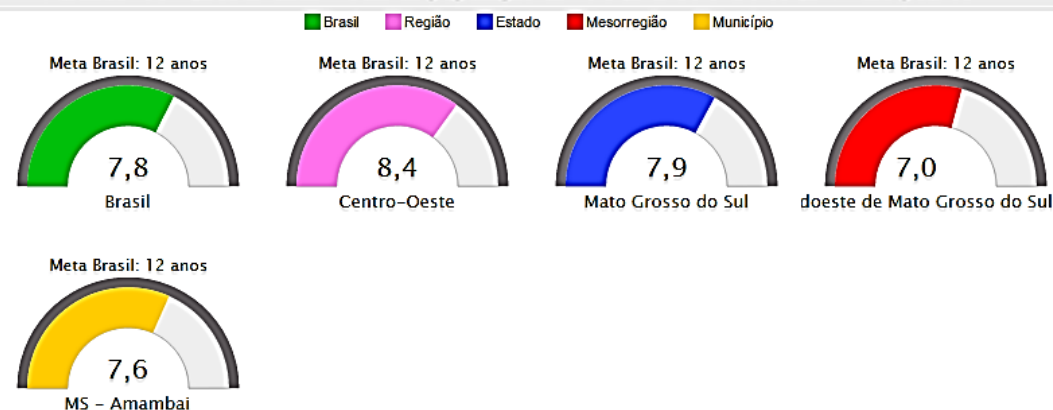 Brasil Região Estado Mesorregião Município
Meta Brasil: 12 anos Meta Brasil: 12 anos Meta Brasil: 12 anos Meta Brasil: 12 anos
7,8 8,4 7,9 7,0
Brasil Centro-Oeste Mato Grosso do Sul doeste de Mato Grosso do Sul
Meta Brasil: 12 anos
7,6
MS - Amambai